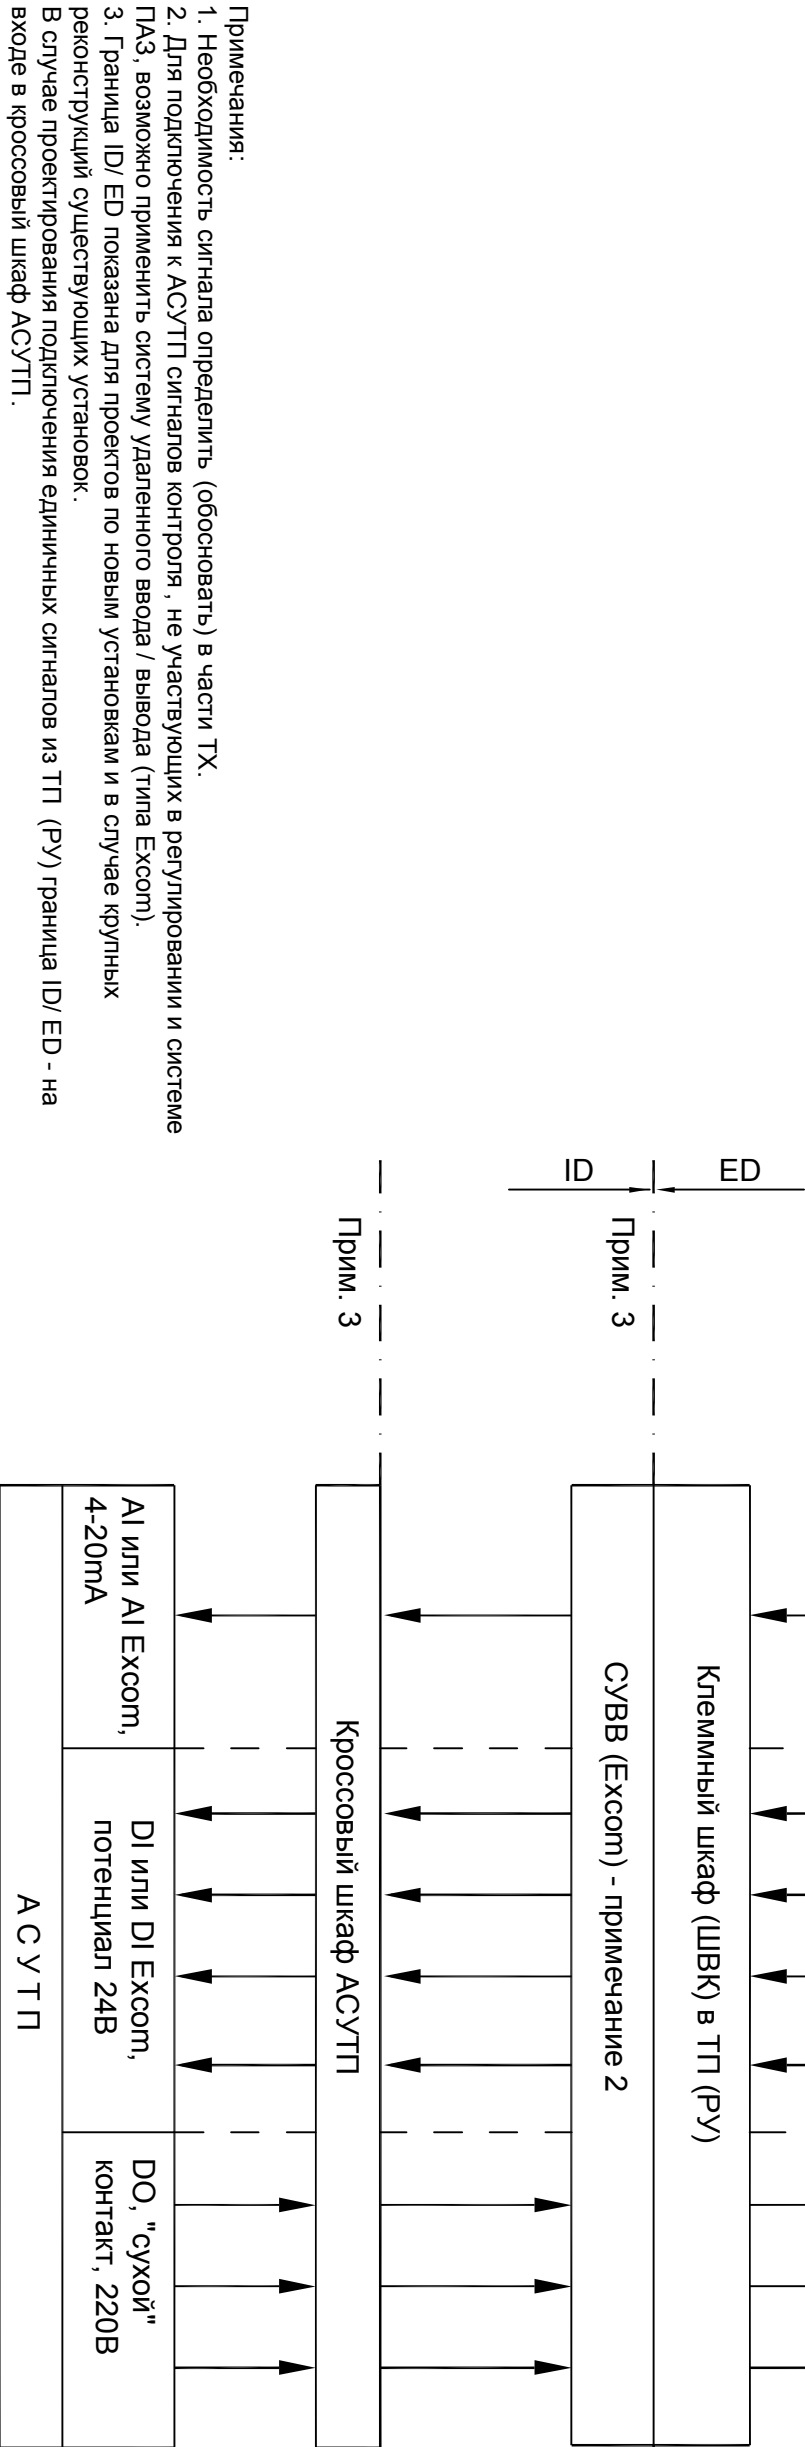 ED
ID
Прим. 3
Прим. 3
Клеммный шкаф (ШВК) в ТП (РУ)
СУВВ (Excom) - примечание 2
Кроссовый шкаф АСУТП
AI или AI Excom,
4-20mA
DI или DI Excom,
потенциал 24В
DO, "сухой"
контакт, 220В
А С У Т П
Примечания:
1. Необходимость сигнала определить (обосновать) в части ТХ.
2. Для подключения к АСУТП сигналов контроля , не участвующих в регулировании и системе
ПАЗ, возможно применить систему удаленного ввода / вывода (типа Excom).
3. Граница ID/ ED показана для проектов по новым установкам и в случае крупных
реконструкций существующих установок.
В случае проектирования подключения единичных сигналов из ТП (РУ) граница ID/ ED - на
входе в кроссовый шкаф АСУТП.